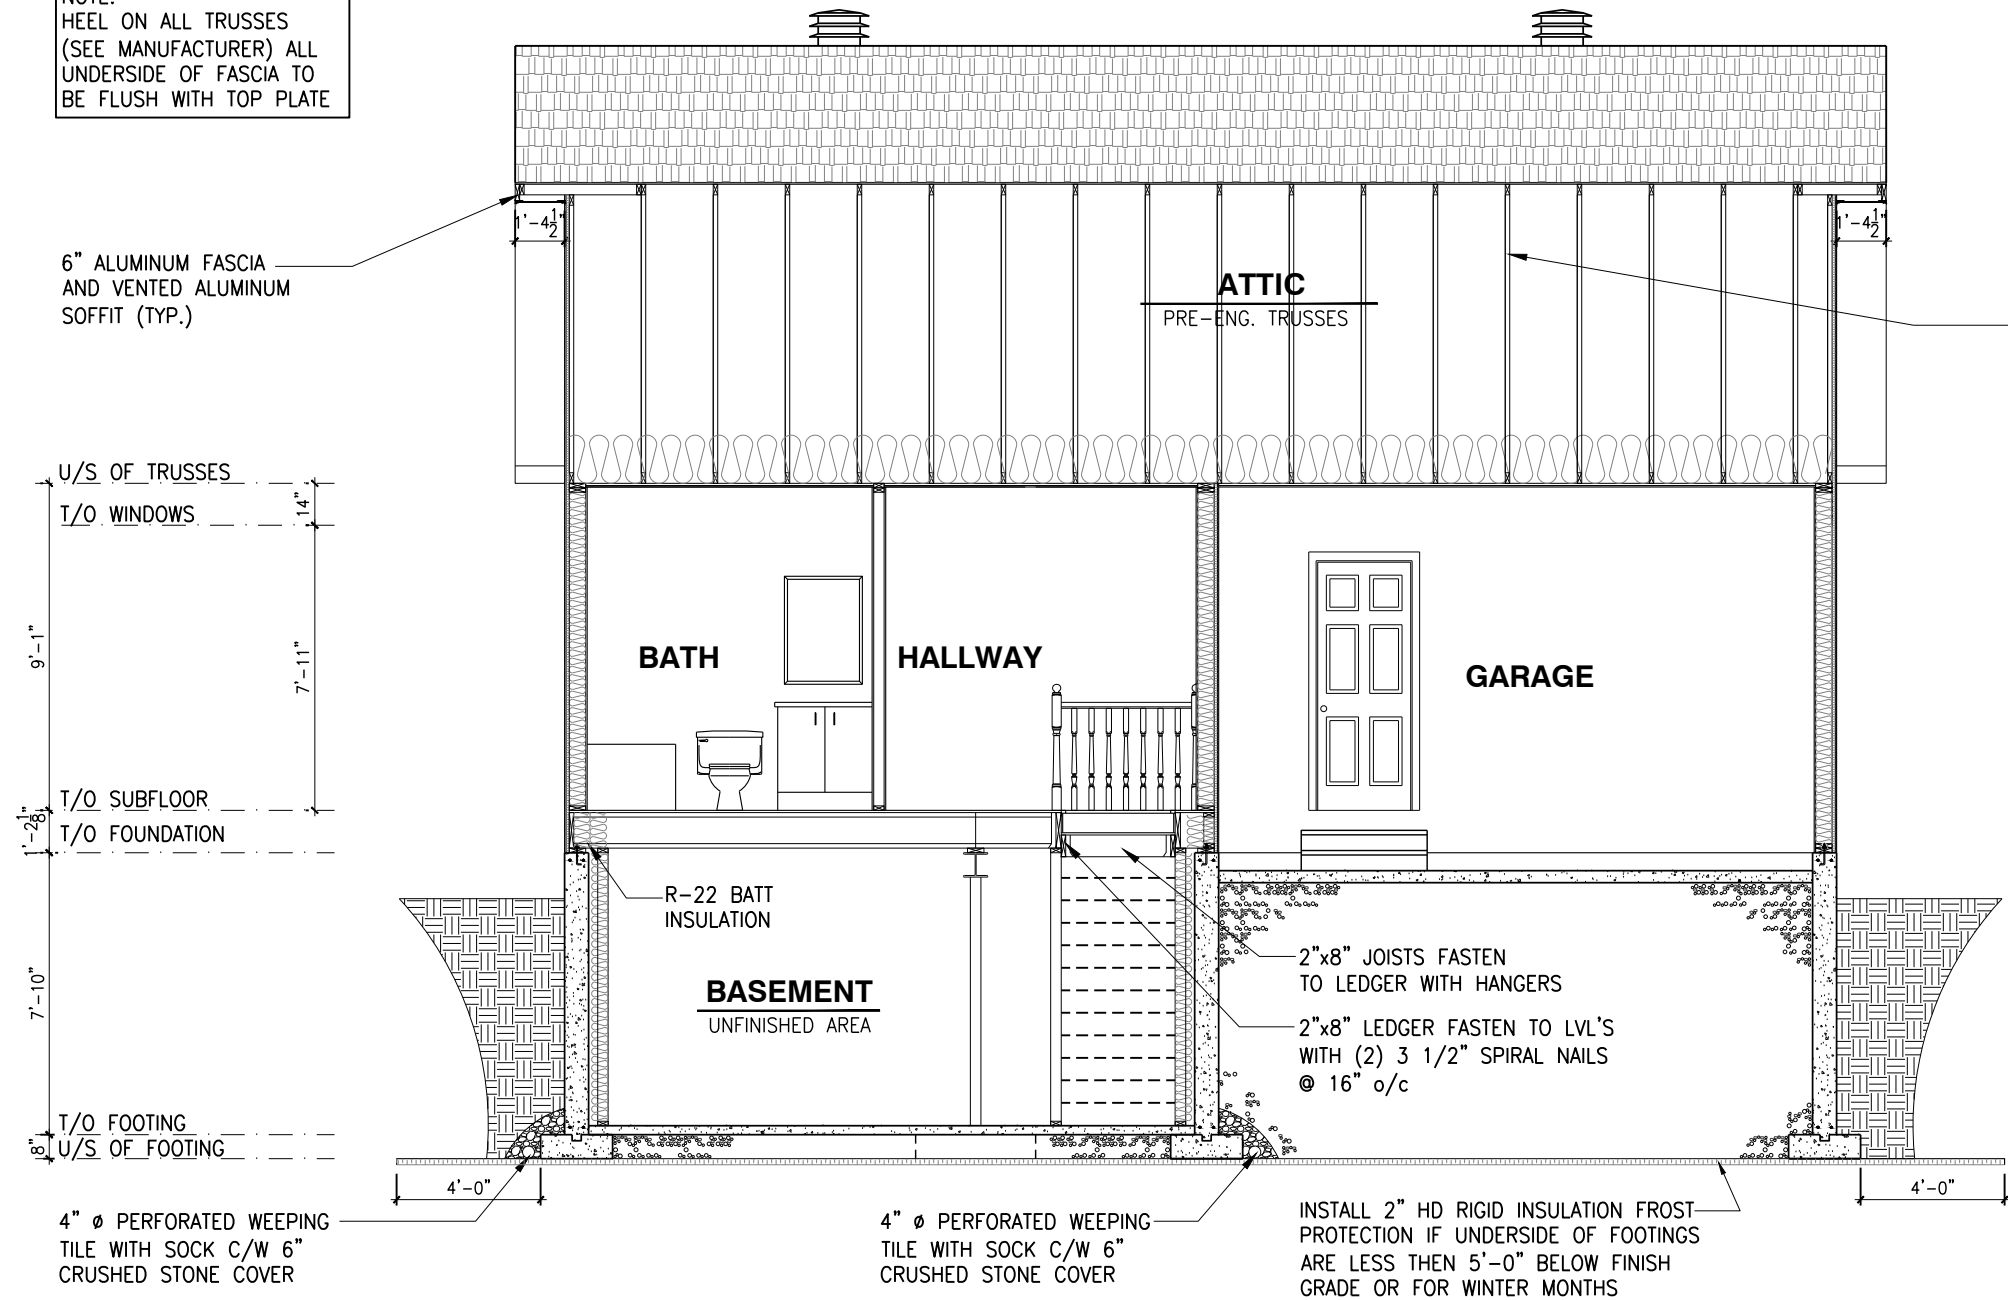 NOTE:
HEEL ON ALL TRUSSES
(SEE MANUFACTURER) ALL
UNDERSIDE OF FASCIA TO
BE FLUSH WITH TOP PLATE
1'-4 1/2"
1'-4 1/2"
6" ALUMINUM FASCIA
AND VENTED ALUMINUM
SOFFIT (TYP.)
ATTIC
PRE-ENG. TRUSSES
U/S OF TRUSSES
14"
T/O WINDOWS
9'-1"
7'-11"
BATH
HALLWAY
GARAGE
T/O SUBFLOOR
1'-2 1/8"
T/O FOUNDATION
R-22 BATT
INSULATION
7'-10"
BASEMENT
UNFINISHED AREA
2"x8" JOISTS FASTEN
TO LEDGER WITH HANGERS
2"x8" LEDGER FASTEN TO LVL'S
WITH (2) 3 1/2" SPIRAL NAILS
@ 16" o/c
T/O FOOTING
8"
U/S OF FOOTING
4'-0"
4'-0"
4" ø PERFORATED WEEPING
TILE WITH SOCK C/W 6"
CRUSHED STONE COVER
4" ø PERFORATED WEEPING
TILE WITH SOCK C/W 6"
CRUSHED STONE COVER
INSTALL 2" HD RIGID INSULATION FROST
PROTECTION IF UNDERSIDE OF FOOTINGS
ARE LESS THEN 5'-0" BELOW FINISH
GRADE OR FOR WINTER MONTHS